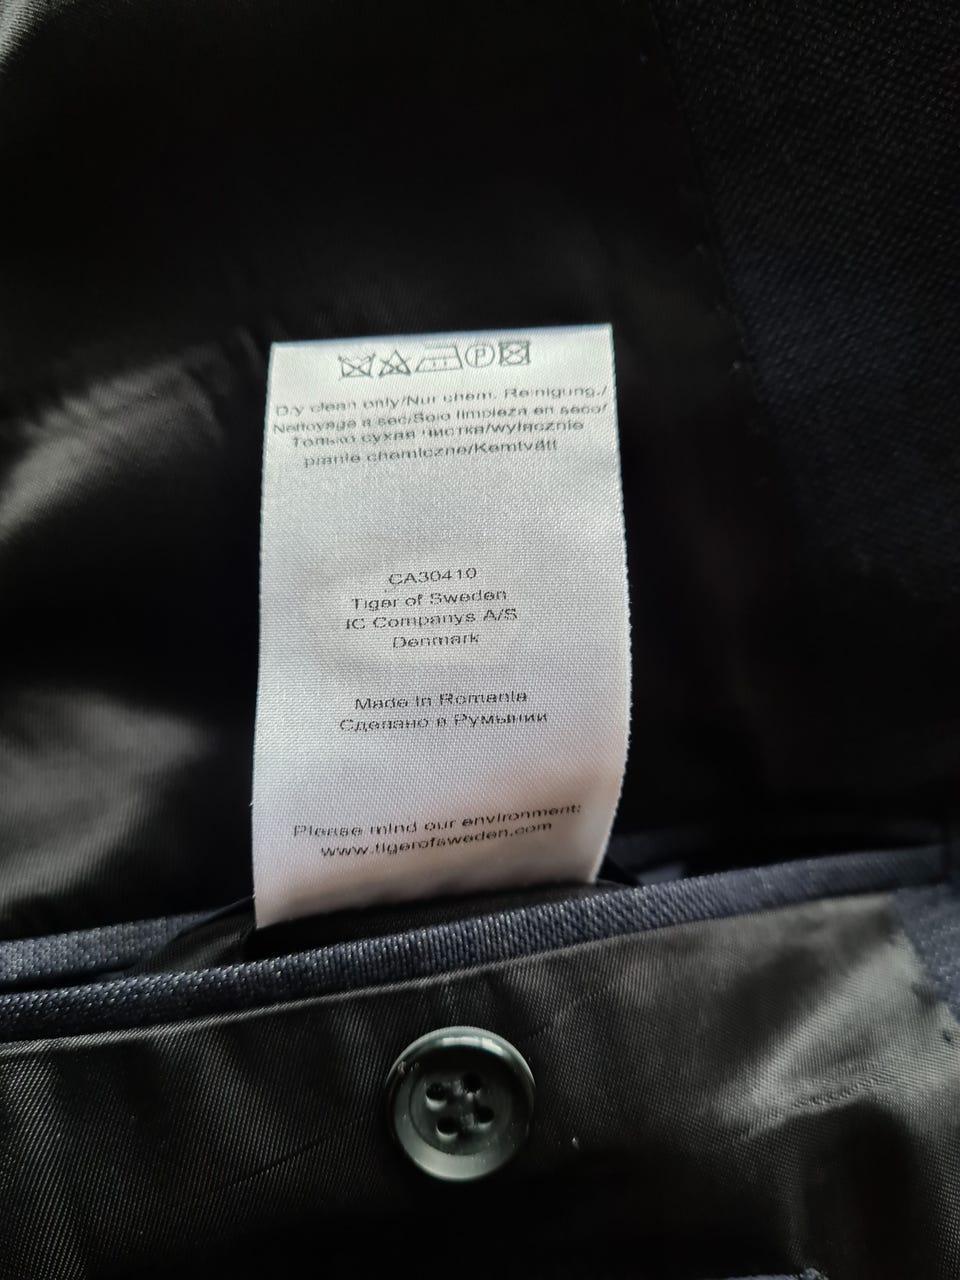 P
Dry clean only/Nur chem. Reinigung./
Nettoyage a sec/Solo limpieza en seco/
Только сухая чистка/wyłacznie
pranie chemiczne/Kemtvätt
CA30410
Tiger of Sweden
IC Companys A/S
Denmark
Made in Romania
Сделано в Румынии
Please mind our environment:
www.tigerofsweden.com